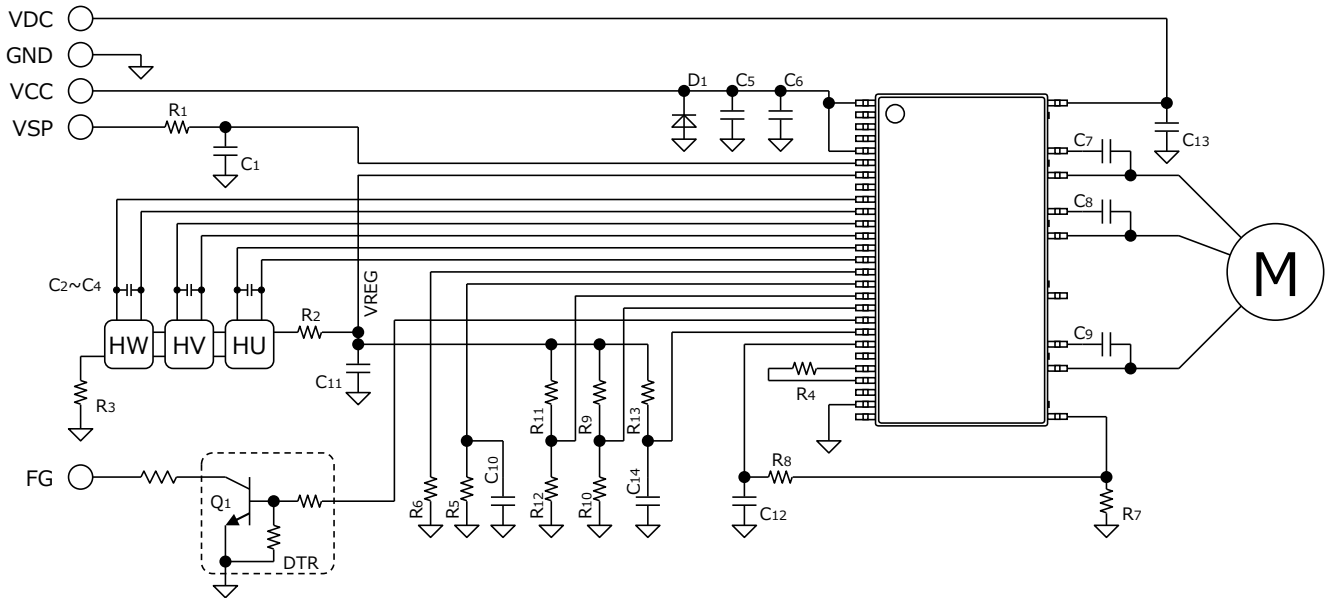 VDC
GND
VCC
VSP
R1
C1
D1
C5
C6
C7
C13
C8
C9
M
C2~C4
HW
HV
HU
R2
VREG
R3
C11
R4
R11
R9
R13
R6
R5
C10
R12
R10
C14
R8
C12
R7
FG
Q1
DTR